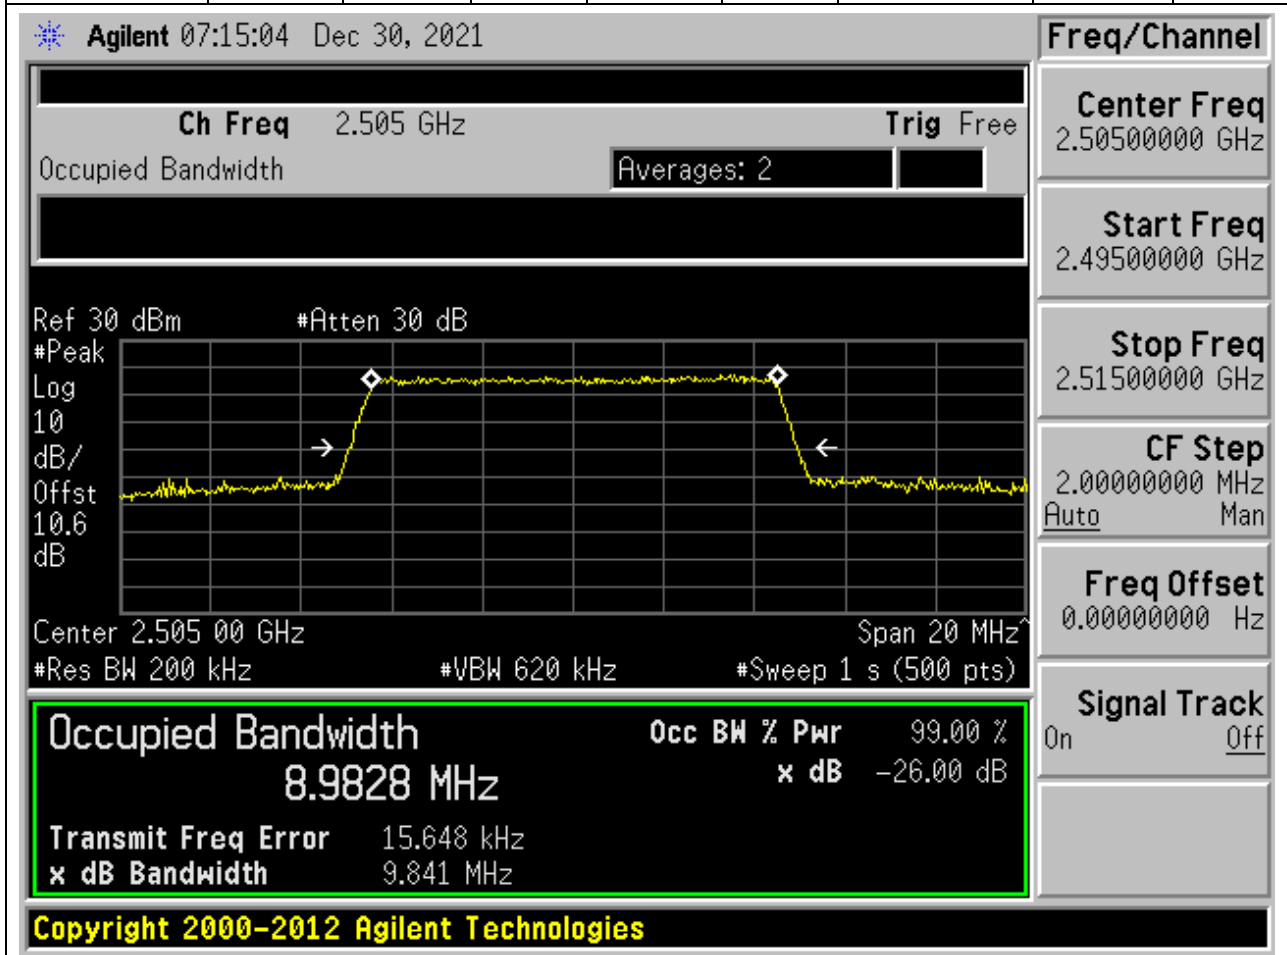 Agilent 07:15:04 Dec 30, 2021
Freq/Channel
Ch Freq 2.505 GHz Trig Free
Occupied Bandwidth Averages: 2
Ref 30 dBm #Atten 30 dB
#Peak
Log
10
dB/
Offst
10.6
dB
Center 2.505 00 GHz Span 20 MHz^
#Res BW 200 kHz #VBW 620 kHz #Sweep 1 s (500 pts)
Occupied Bandwidth Occ BW % Pwr 99.00 %
8.9828 MHz x dB -26.00 dB
Transmit Freq Error 15.648 kHz
x dB Bandwidth 9.841 MHz
Copyright 2000-2012 Agilent Technologies
Center Freq
2.50500000 GHz
Start Freq
2.49500000 GHz
Stop Freq
2.51500000 GHz
CF Step
2.00000000 MHz
Auto Man
Freq Offset
0.00000000 Hz
Signal Track
On Off